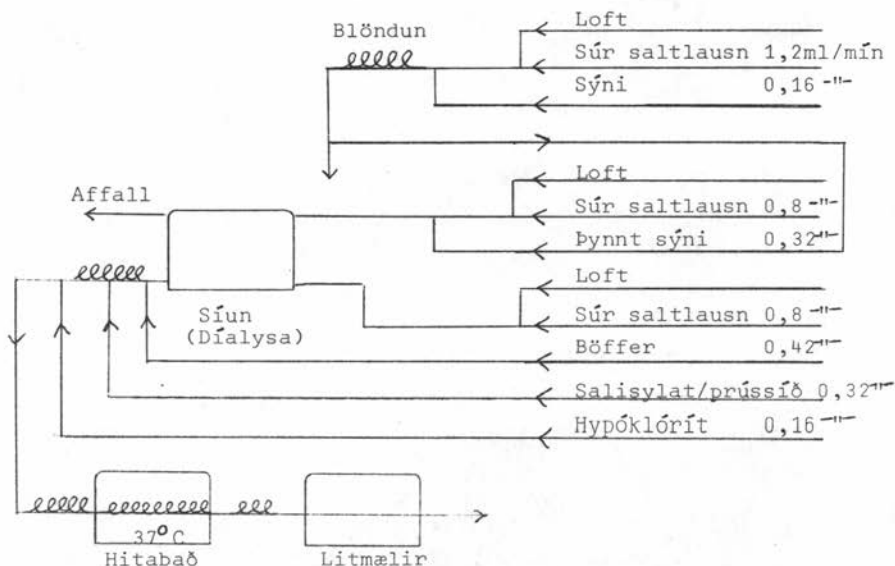 Loft
Blöndun
Súr saltlausn 1,2ml/mín
Sýni 0,16 -"-
Loft
Affall
Súr saltlausn 0,8 -"-
Þynnt sýni 0,32 -"-
Loft
Síun
(Díalysa)
Súr saltlausn 0,8 -"-
Böffer 0,42 -"-
Salisylat/prússíð 0,32 -"-
Hypóklórít 0,16 -"-
37°C
Hitabað
Litmælir